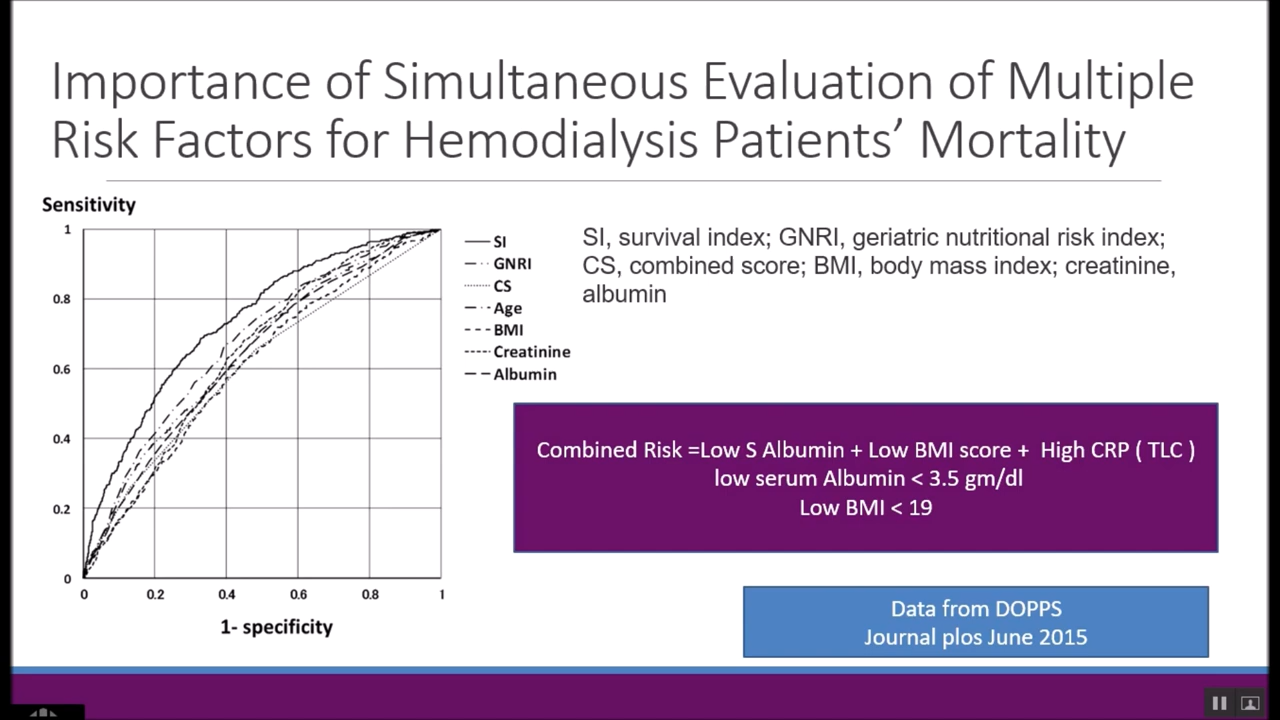 Importance of Simultaneous Evaluation of Multiple
Risk Factors for Hemodialysis Patients’ Mortality
Sensitivity
1
0.8
0.6
0.4
0.2
0
0
0.2
0.4
0.6
0.8
1
1- specificity
SI
GNRI
CS
Age
BMI
Creatinine
Albumin
SI, survival index; GNRI, geriatric nutritional risk index;
CS, combined score; BMI, body mass index; creatinine,
albumin
Combined Risk =Low S Albumin + Low BMI score + High CRP ( TLC )
low serum Albumin < 3.5 gm/dl
Low BMI < 19
Data from DOPPS
Journal plos June 2015